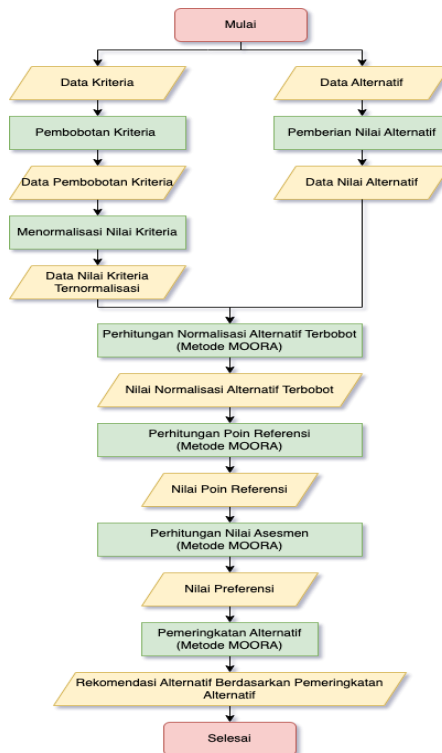 Mulai
Data Kriteria
Data Alternatif
Pembobotan Kriteria
Pemberian Nilai Alternatif
Data Pembobotan Kriteria
Data Nilai Alternatif
Menormalisasi Nilai Kriteria
Data Nilai Kriteria
Ternormalisasi
Perhitungan Normalisasi Alternatif Terbobot
(Metode MOORA)
Nilai Normalisasi Alternatif Terbobot
Perhitungan Poin Referensi
(Metode MOORA)
Nilai Poin Referensi
Perhitungan Nilai Asesmen
(Metode MOORA)
Nilai Preferensi
Pemeringkatan Alternatif
(Metode MOORA)
Rekomendasi Alternatif Berdasarkan Pemeringkatan
Alternatif
Selesai